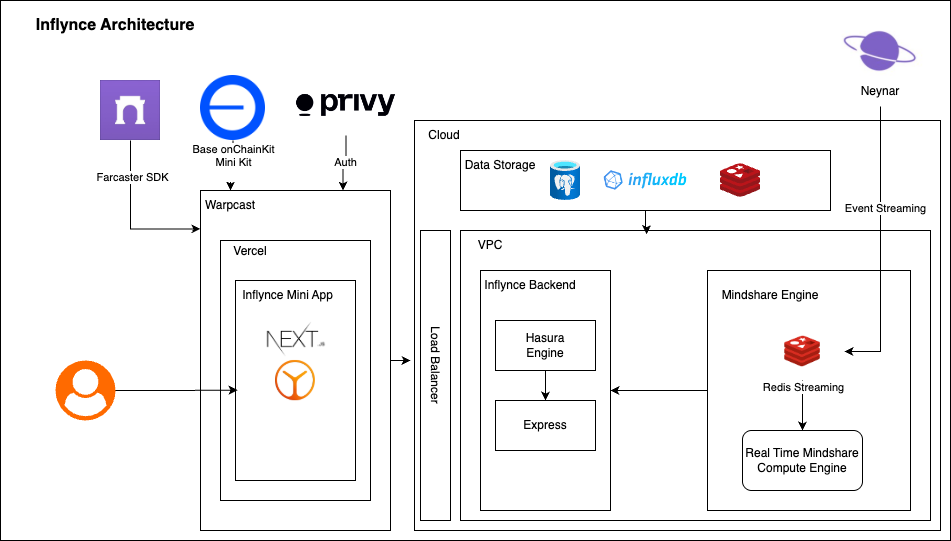 Inflynce Architecture
Neynar
privy
Base onChainKit
Mini Kit
Auth
Farcaster SDK
Cloud
Data Storage
influxdb
Event Streaming
Warpcast
Vercel
Inflynce Mini App
NEXT.JS
Load Balancer
VPC
Inflynce Backend
Hasura
Engine
Express
Mindshare Engine
Redis Streaming
Real Time Mindshare
Compute Engine